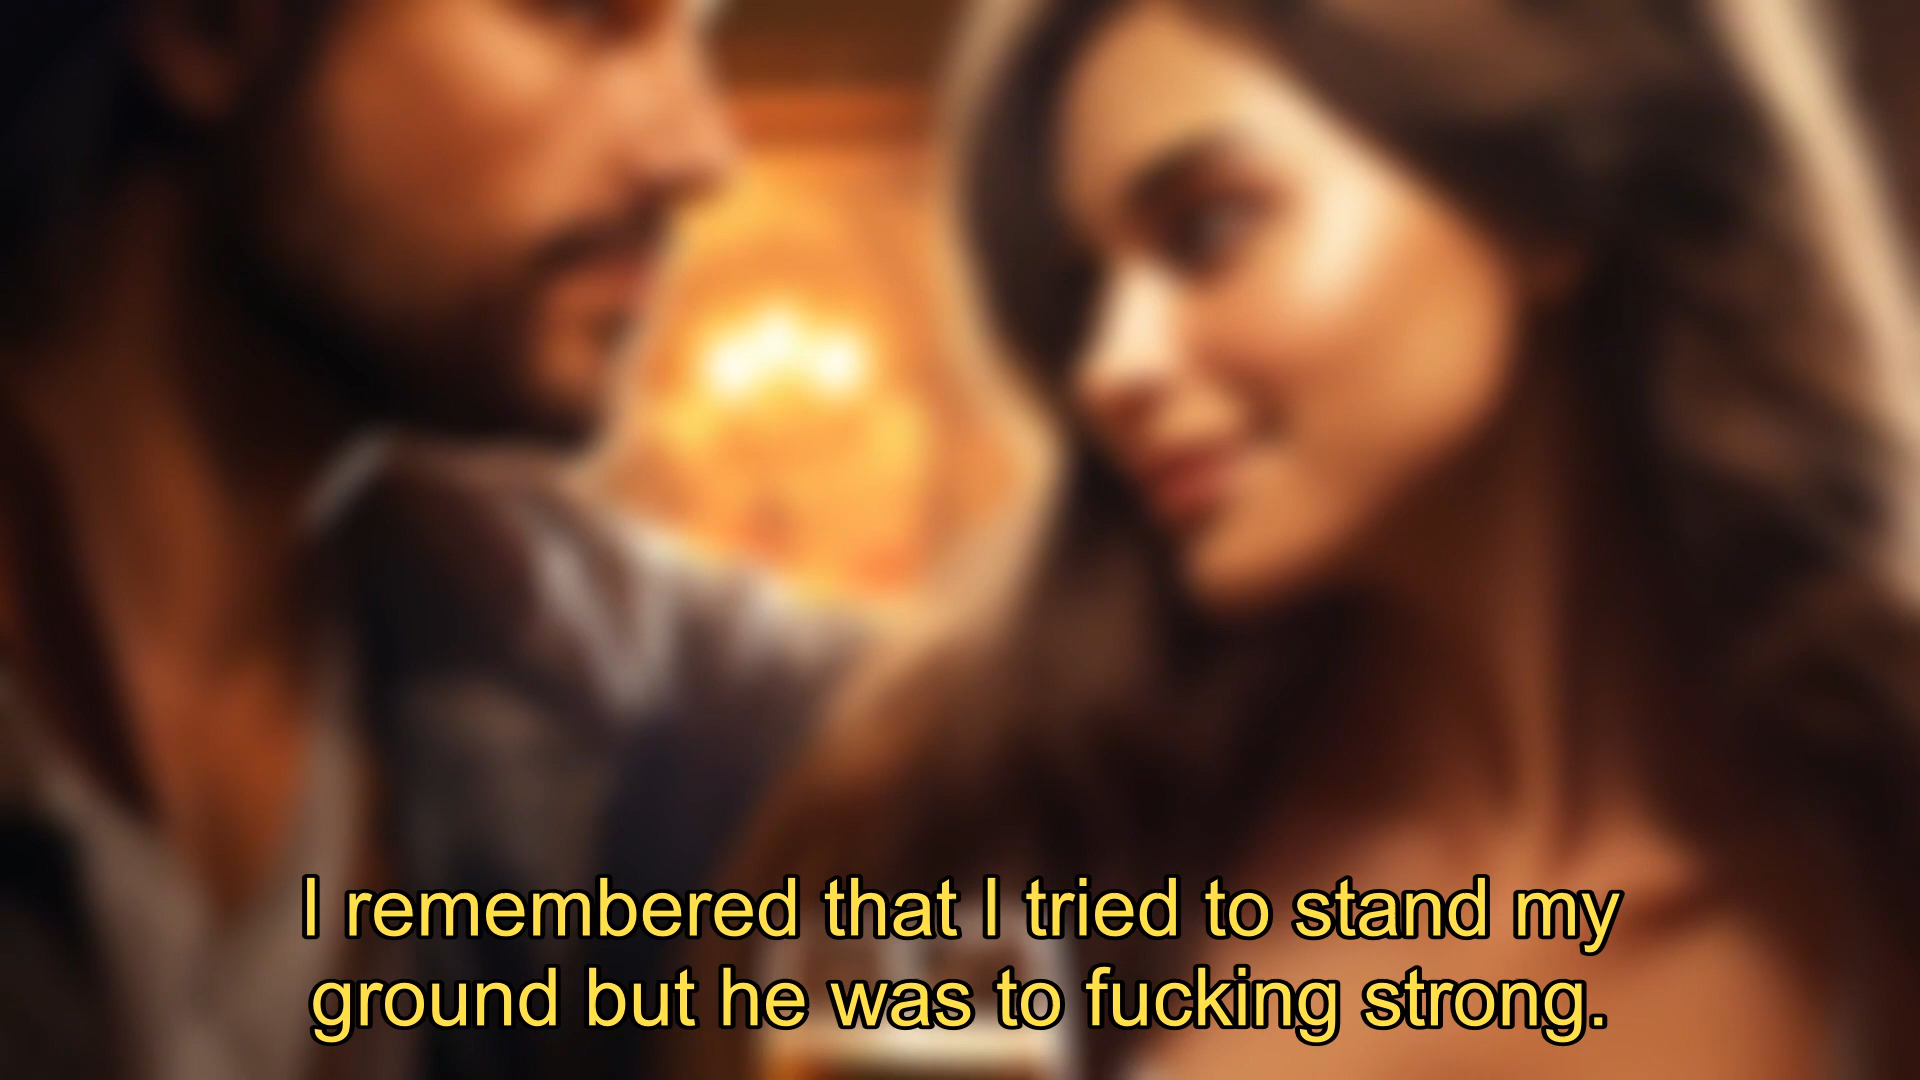 I remembered that I tried to stand my
ground but he was to fucking strong.